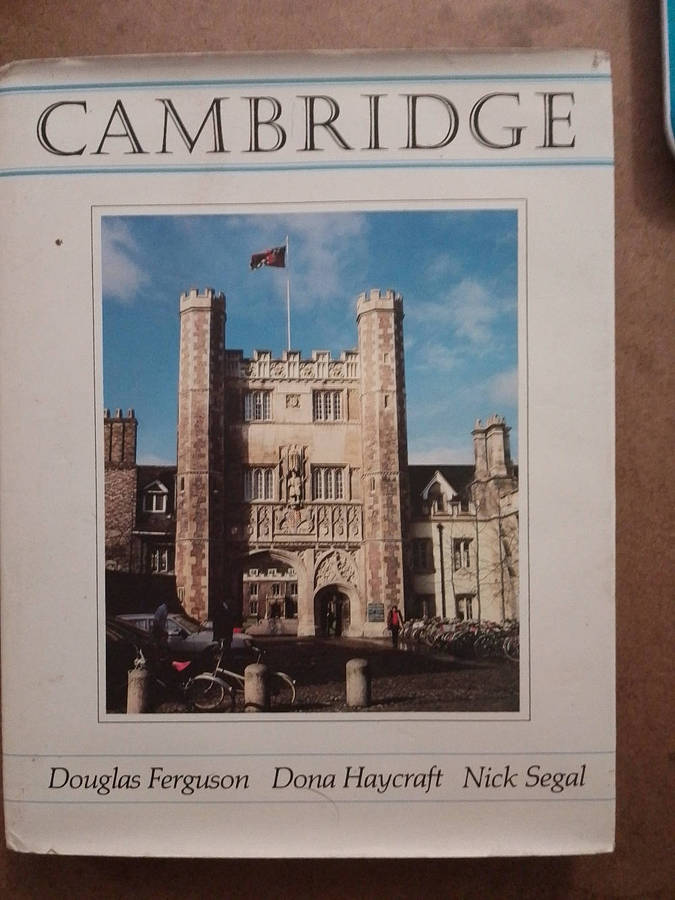 CAMBRIDGE
Douglas Ferguson Dona Haycraft Nick Segal